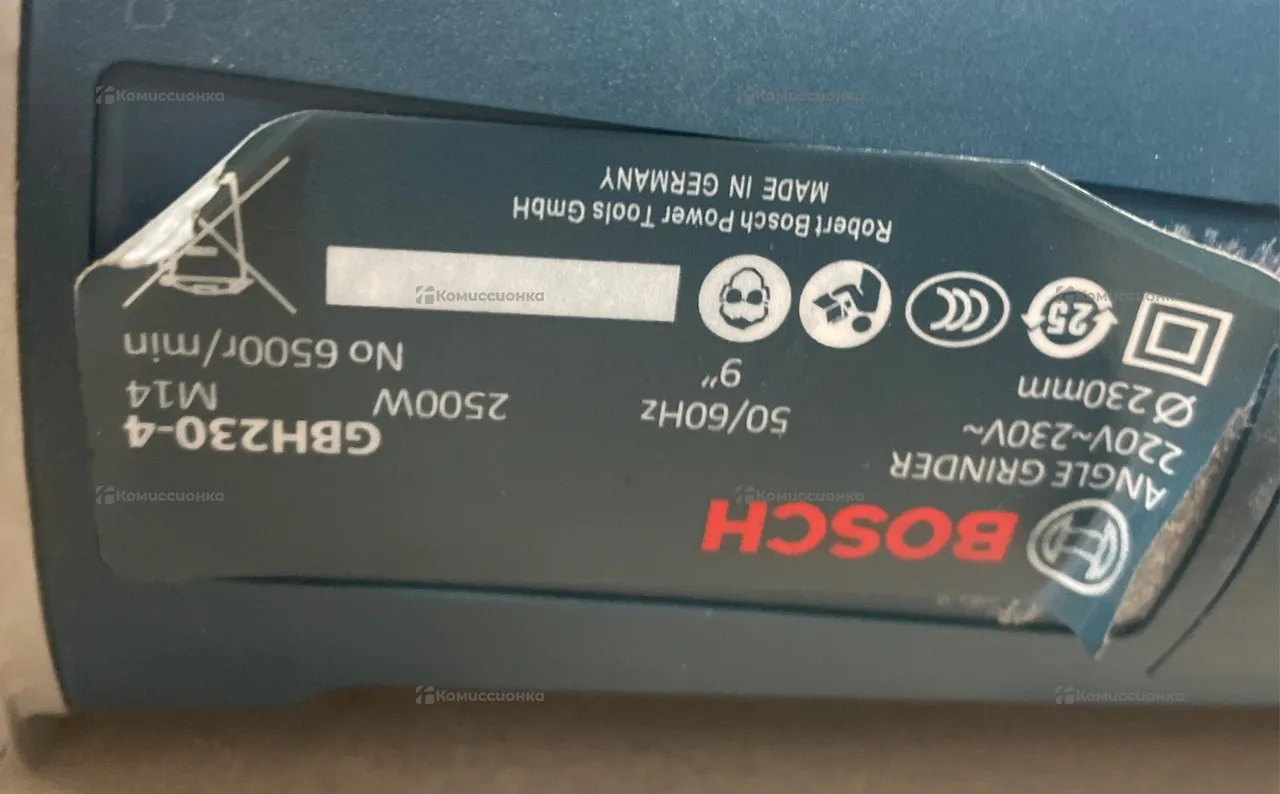 BOSCH
ANGLE GRINDER
GBH230-4
220V~230V~ 50/60Hz 2500W M14
Ø230mm 9" No 6500r/min
25
CCC
Robert Bosch Power Tools GmbH
MADE IN GERMANY
Комиссионка
Комиссионка
Комиссионка
Комиссионка
Комиссионка
Комиссионка
Комиссионка
Комиссионка